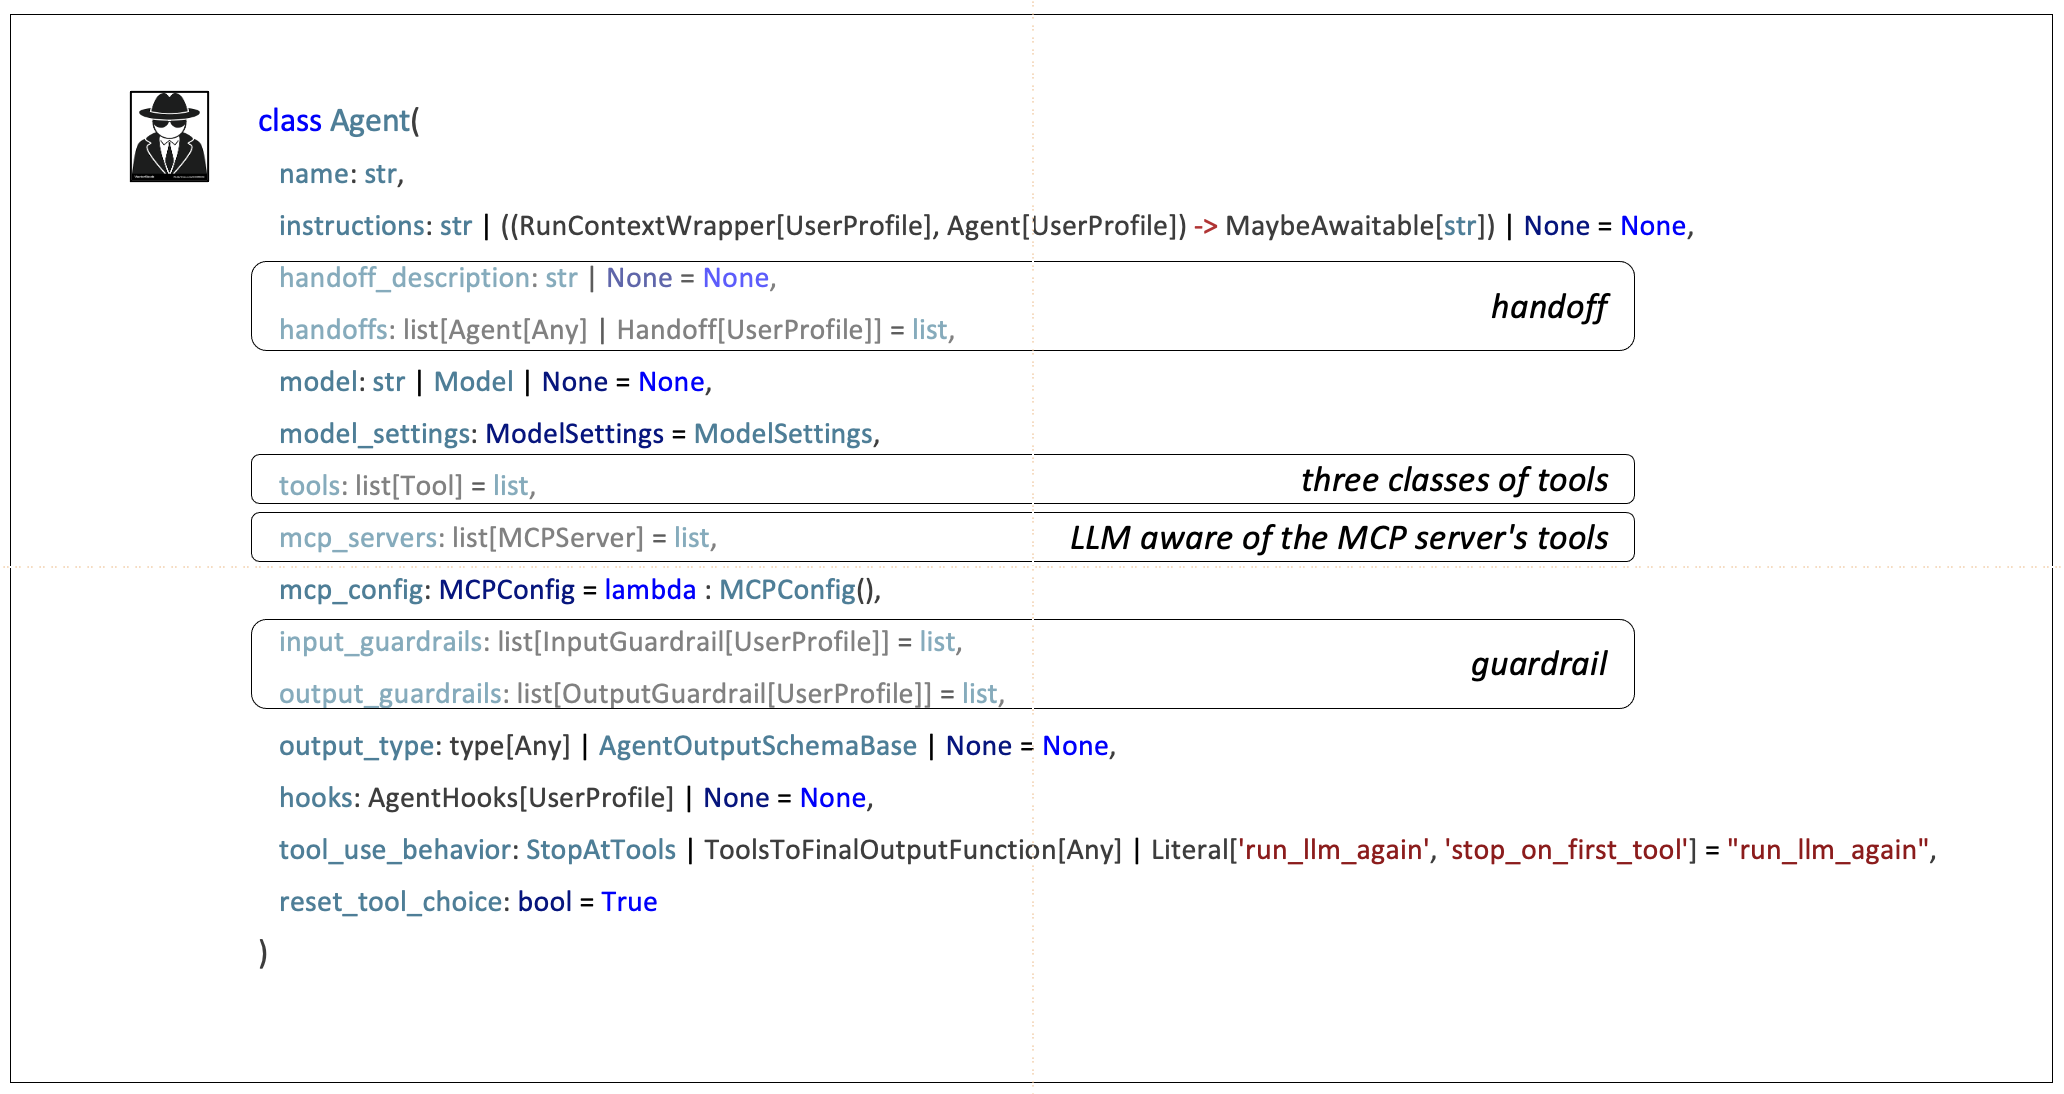 class Agent(
name: str,
instructions: str | ((RunContextWrapper[UserProfile], Agent[UserProfile]) -> MaybeAwaitable[str]) | None = None,
handoff_description: str | None = None,
handoffs: list[Agent[Any] | Handoff[UserProfile]] = list,
handoff
model: str | Model | None = None,
model_settings: ModelSettings = ModelSettings,
tools: list[Tool] = list,
three classes of tools
mcp_servers: list[MCPServer] = list,
LLM aware of the MCP server's tools
mcp_config: MCPConfig = lambda : MCPConfig(),
input_guardrails: list[InputGuardrail[UserProfile]] = list,
output_guardrails: list[OutputGuardrail[UserProfile]] = list,
guardrail
output_type: type[Any] | AgentOutputSchemaBase | None = None,
hooks: AgentHooks[UserProfile] | None = None,
tool_use_behavior: StopAtTools | ToolsToFinalOutputFunction[Any] | Literal['run_llm_again', 'stop_on_first_tool'] = "run_llm_again",
reset_tool_choice: bool = True
)